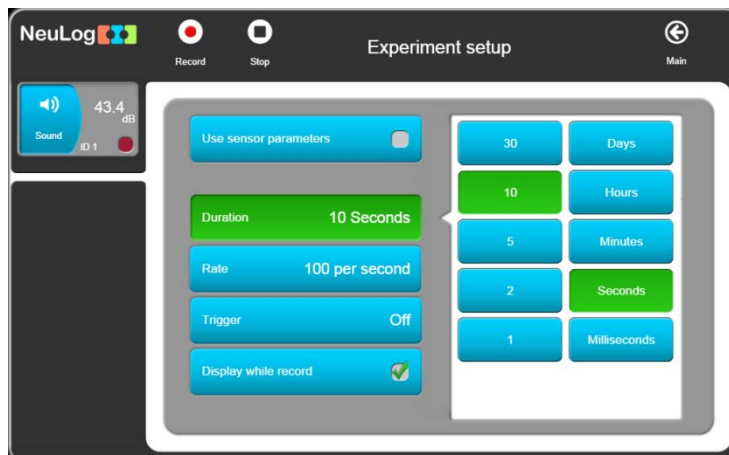 NeuLog
Record
Stop
Experiment setup
Main
Sound
43.4
dB
ID 1
Use sensor parameters
Duration 10 Seconds
Rate 100 per second
Trigger Off
Display while record
30 Days
10 Hours
5 Minutes
2 Seconds
1 Milliseconds